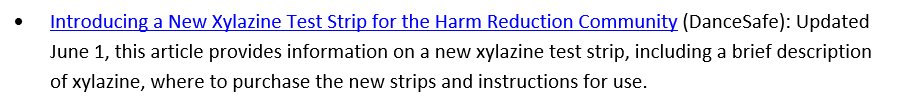 • Introducing a New Xylazine Test Strip for the Harm Reduction Community (DanceSafe): Updated
June 1, this article provides information on a new xylazine test strip, including a brief description
of xylazine, where to purchase the new strips and instructions for use.